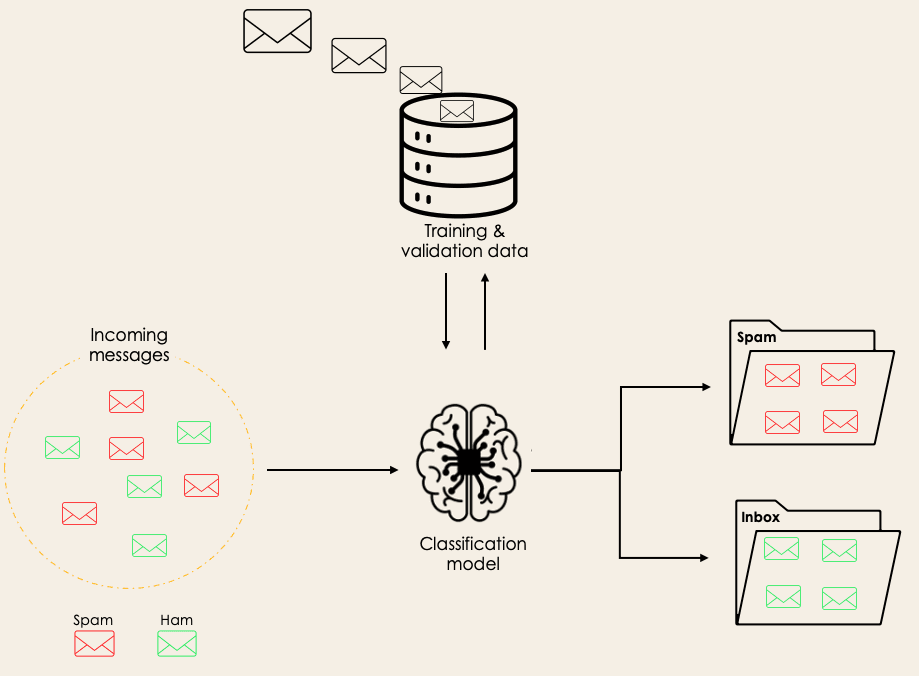 Training &
validation data
Incoming
messages
Spam
Inbox
Classification
model
Spam
Ham